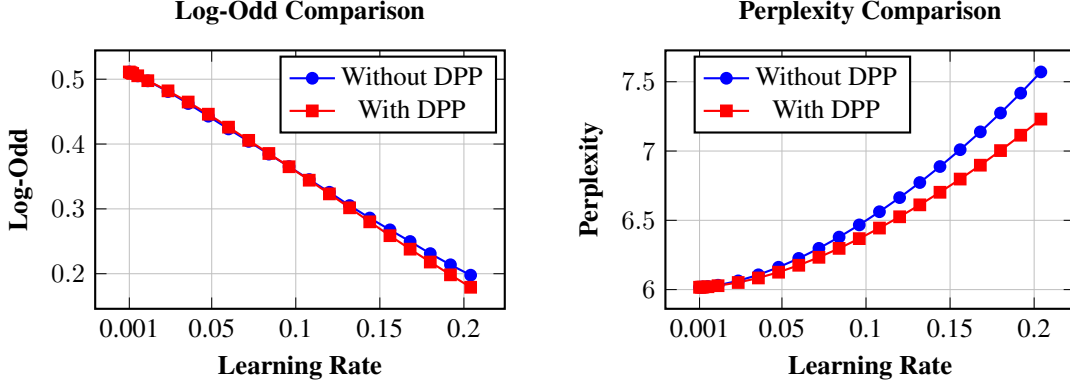 Log-Odd Comparison
Log-Odd
0.5
0.4
0.3
0.2
Without DPP
With DPP
0.001 0.05 0.1 0.15 0.2
Learning Rate
Perplexity Comparison
Perplexity
7.5
7
6.5
6
Without DPP
With DPP
0.001 0.05 0.1 0.15 0.2
Learning Rate